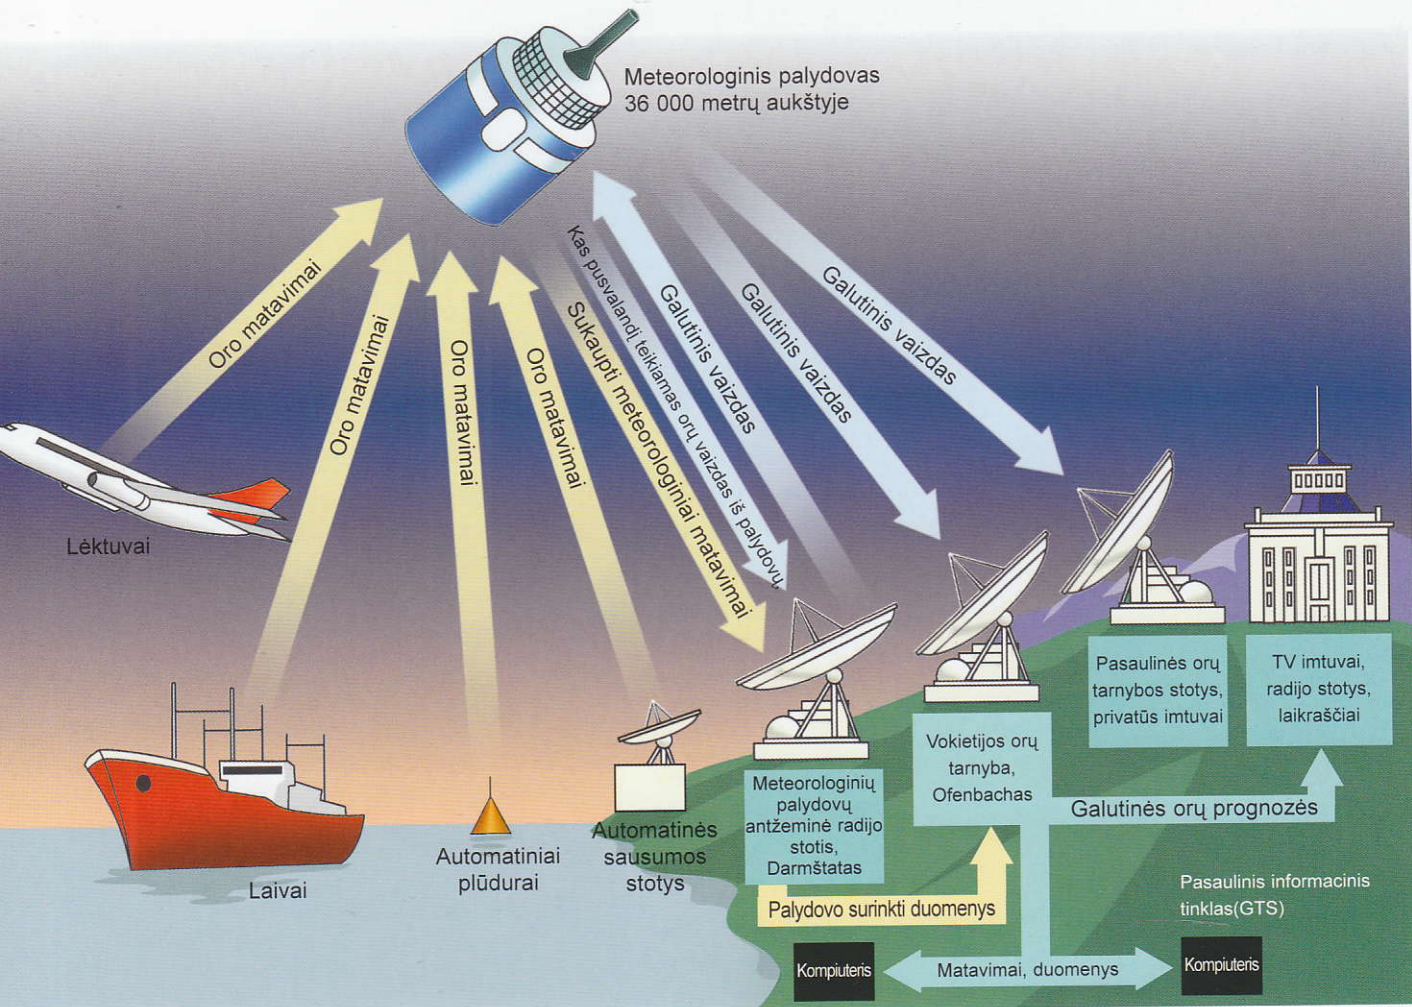 Meteorologinis palydovas
36 000 metrų aukštyje
Oro matavimai
Oro matavimai
Oro matavimai
Oro matavimai
Sukaupti meteorologiniai matavimai
Kas pusvalandį teikiamas orų vaizdas iš palydovų
Galutinis vaizdas
Galutinis vaizdas
Galutinis vaizdas
Lėktuvai
Laivai
Automatiniai
plūdurai
Automatinės
sausumos
stotys
Meteorologinių
palydovų
antžeminė radijo
stotis,
Darmštatas
Vokietijos orų
tarnyba,
Ofenbachas
Pasaulinės orų
tarnybos stotys,
privatūs imtuvai
TV imtuvai,
radijo stotys,
laikraščiai
Galutinės orų prognozės
Palydovo surinkti duomenys
Pasaulinis informacinis
tinklas(GTS)
Kompiuteris
Matavimai, duomenys
Kompiuteris